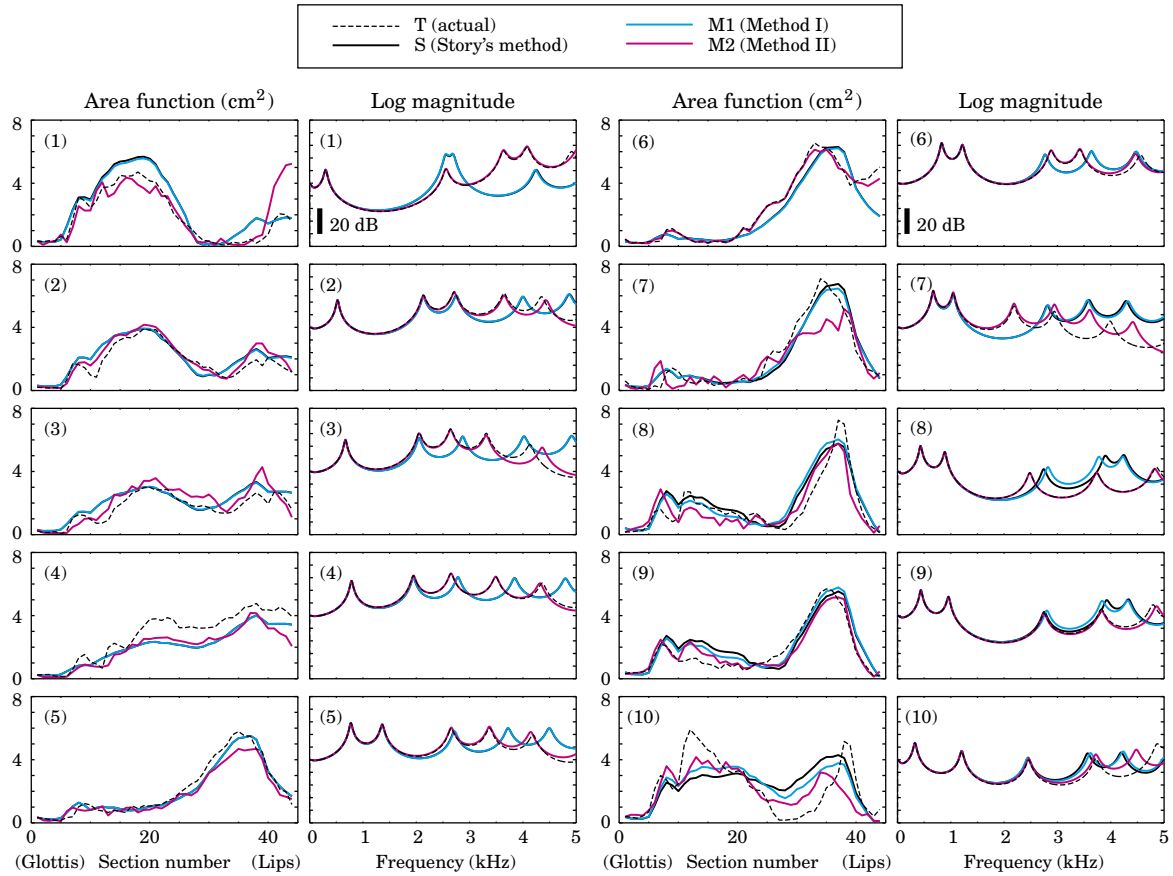 T (actual)
S (Story's method)
M1 (Method I)
M2 (Method II)
Area function (cm²)
Log magnitude
Area function (cm²)
Log magnitude
8
4
0
(1)
(1)
20 dB
(6)
(6)
20 dB
8
4
0
8
4
0
(2)
(2)
(7)
(7)
8
4
0
8
4
0
(3)
(3)
(8)
(8)
8
4
0
8
4
0
(4)
(4)
(9)
(9)
8
4
0
8
4
0
(5)
(5)
(10)
(10)
8
4
0
0 20 40
0 1 2 3 4 5
0 20 40
0 1 2 3 4 5
(Glottis) Section number (Lips)
Frequency (kHz)
(Glottis) Section number (Lips)
Frequency (kHz)